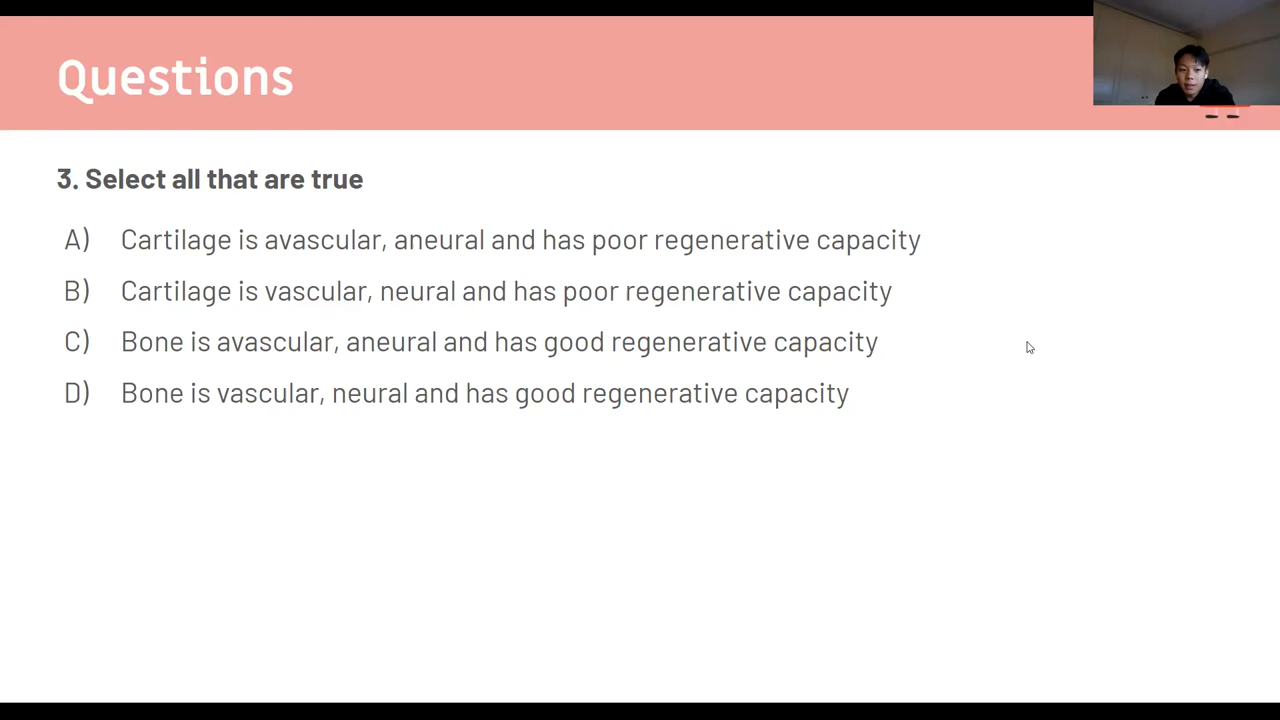 Questions
3. Select all that are true
A) Cartilage is avascular, aneural and has poor regenerative capacity
B) Cartilage is vascular, neural and has poor regenerative capacity
C) Bone is avascular, aneural and has good regenerative capacity
D) Bone is vascular, neural and has good regenerative capacity